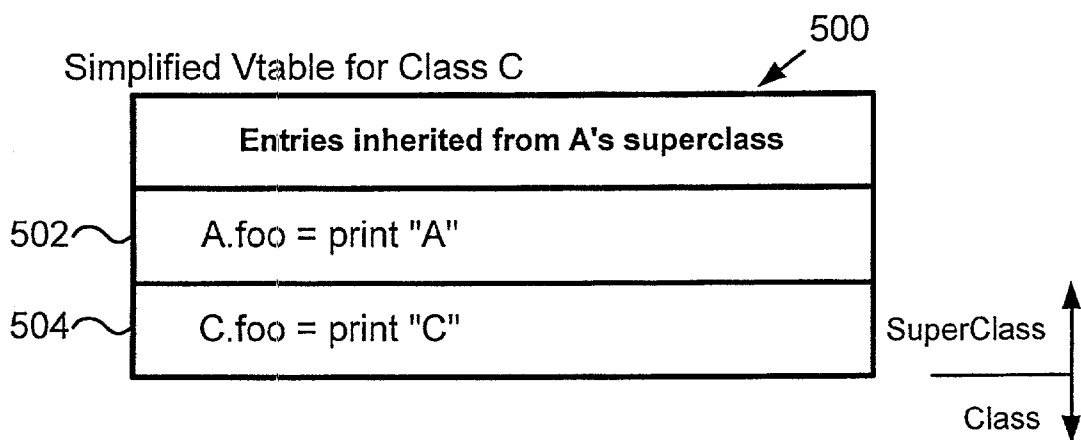 500
Simplified Vtable for Class C
Entries inherited from A's superclass
502
A.foo = print "A"
504
C.foo = print "C"
SuperClass
Class